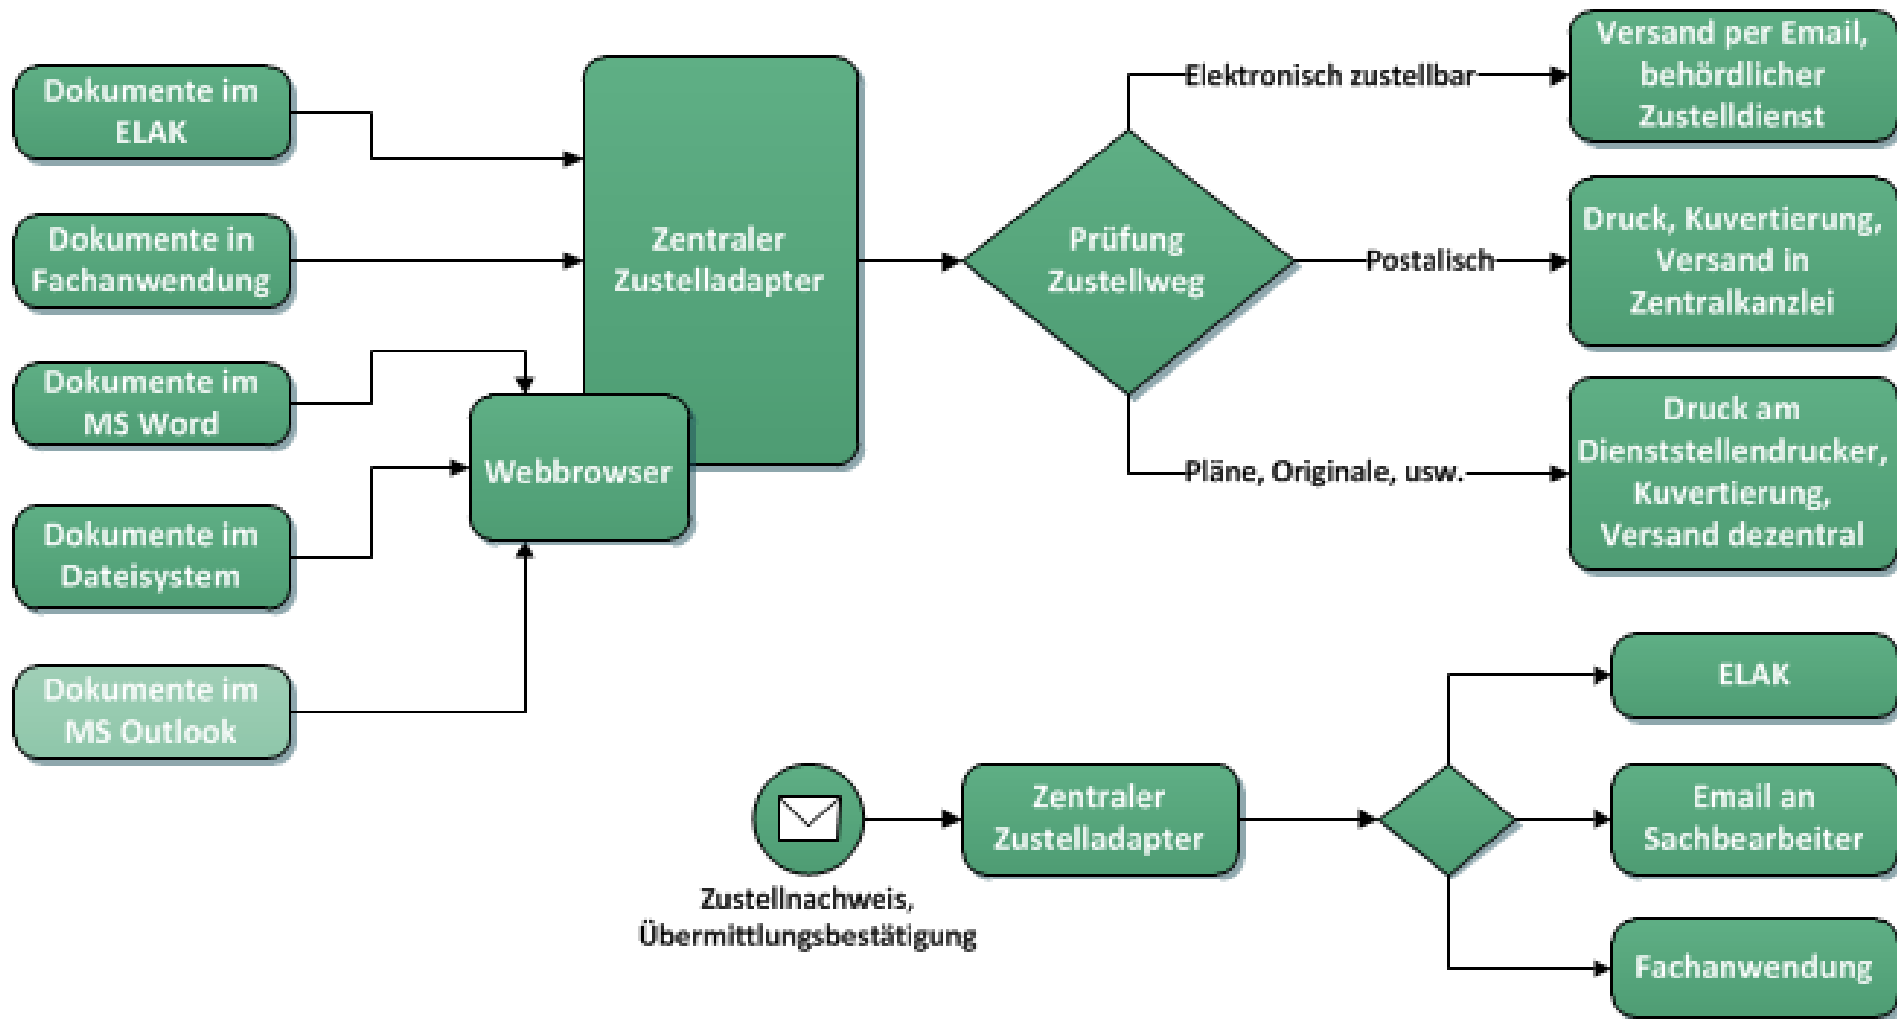 Dokumente im
ELAK
Dokumente in
Fachanwendung
Dokumente im
MS Word
Dokumente im
Dateisystem
Dokumente im
MS Outlook
Zentraler
Zustelladapter
Webbrowser
Prüfung
Zustellweg
Elektronisch zustellbar
Postalisch
Pläne, Originale, usw.
Versand per Email,
behördlicher
Zustelldienst
Druck, Kuvertierung,
Versand in
Zentralkanzlei
Druck am
Dienststellendrucker,
Kuvertierung,
Versand dezentral
Zustellnachweis,
Übermittlungsbestätigung
Zentraler
Zustelladapter
ELAK
Email an
Sachbearbeiter
Fachanwendung